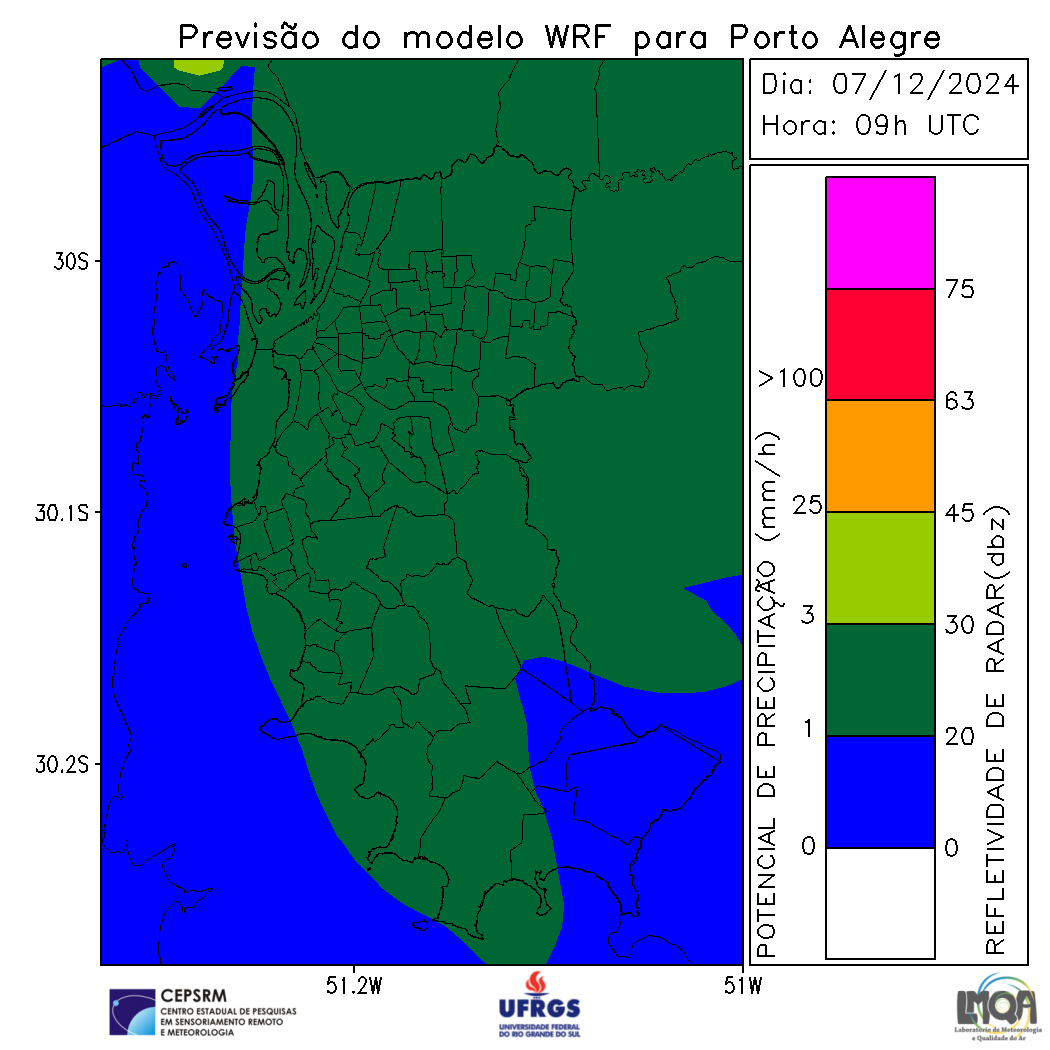 Previsão do modelo WRF para Porto Alegre
Dia: 07/12/2024
Hora: 09h UTC
30S
30.1S
30.2S
51.2W
51W
POTENCIAL DE PRECIPITAÇÃO (mm/h)
>100
25
3
1
0
75
63
45
30
20
0
REFLETIVIDADE DE RADAR(dbz)
CEPSRM
CENTRO ESTADUAL DE PESQUISAS
EM SENSORIAMENTO REMOTO
E METEOROLOGIA
UFRGS
UNIVERSIDADE FEDERAL
DO RIO GRANDE DO SUL
LMQA
Laboratório de Meteorologia
e Qualidade do Ar